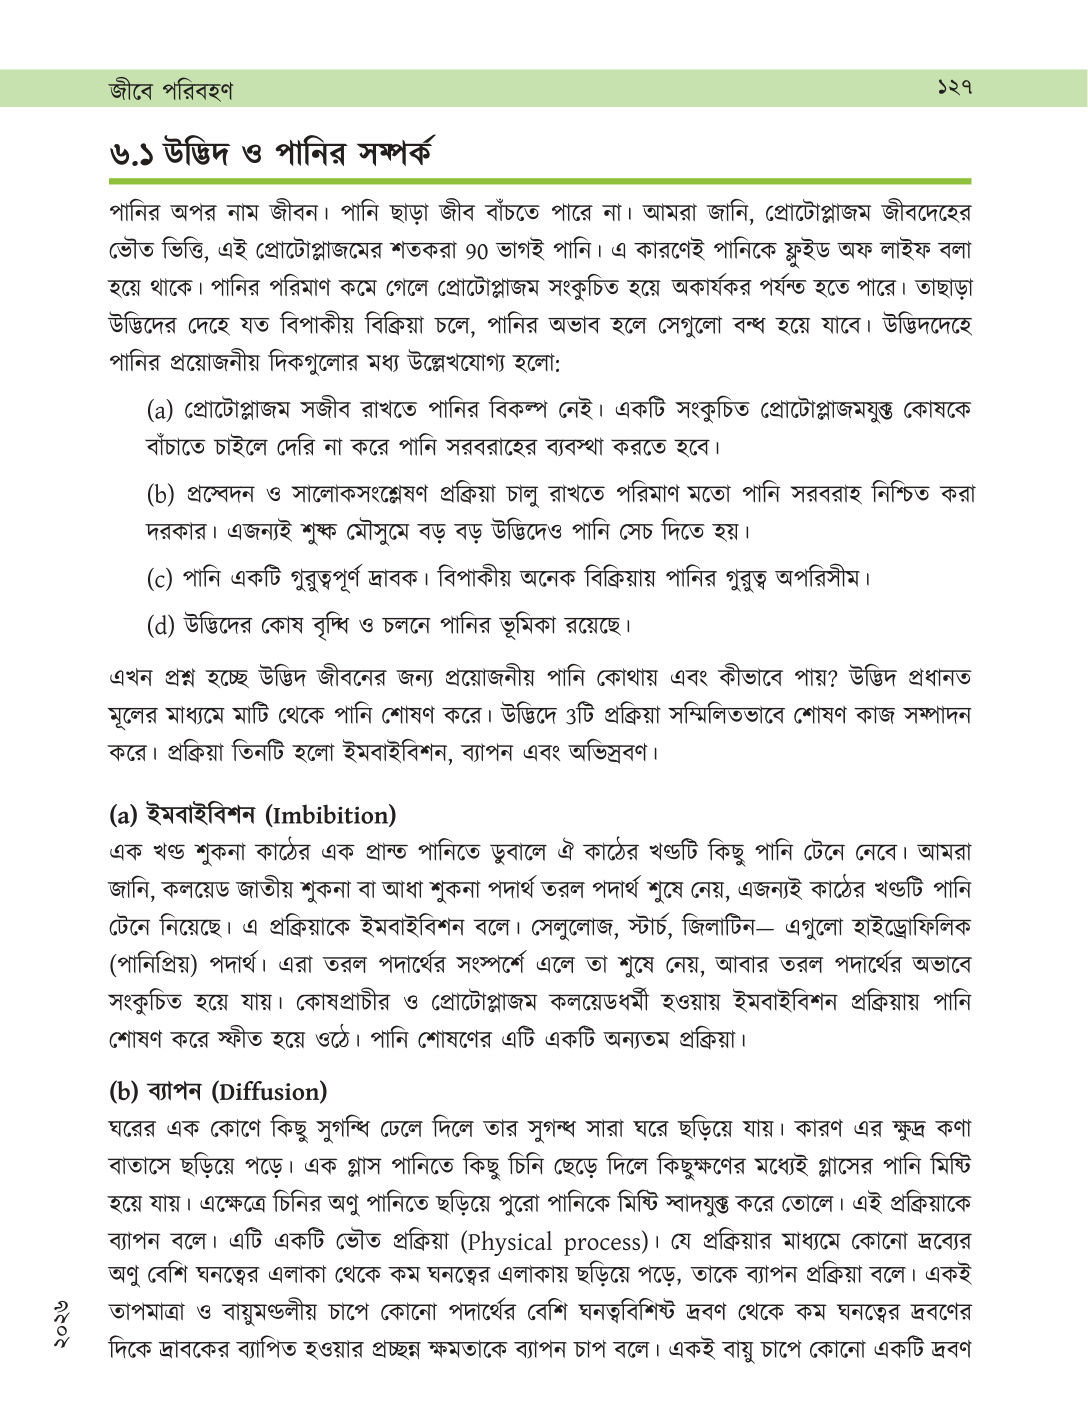 জীবে পরিবহণ
১২৭
৬.১ উদ্ভিদ ও পানির সম্পর্ক
পানির অপর নাম জীবন। পানি ছাড়া জীব বাঁচতে পারে না। আমরা জানি, প্রোটোপ্লাজম জীবদেহের
ভৌত ভিত্তি, এই প্রোটোপ্লাজমের শতকরা 90 ভাগই পানি। এ কারণেই পানিকে ফ্লুইড অফ লাইফ বলা
হয়ে থাকে। পানির পরিমাণ কমে গেলে প্রোটোপ্লাজম সংকুচিত হয়ে অকার্যকর পর্যন্ত হতে পারে। তাছাড়া
উদ্ভিদের দেহে যত বিপাকীয় বিক্রিয়া চলে, পানির অভাব হলে সেগুলো বন্ধ হয়ে যাবে। উদ্ভিদদেহে
পানির প্রয়োজনীয় দিকগুলোর মধ্য উল্লেখযোগ্য হলো:
(a) প্রোটোপ্লাজম সজীব রাখতে পানির বিকল্প নেই। একটি সংকুচিত প্রোটোপ্লাজমযুক্ত কোষকে
বাঁচাতে চাইলে দেরি না করে পানি সরবরাহের ব্যবস্থা করতে হবে।
(b) প্রস্বেদন ও সালোকসংশ্লেষণ প্রক্রিয়া চালু রাখতে পরিমাণ মতো পানি সরবরাহ নিশ্চিত করা
দরকার। এজন্যই শুষ্ক মৌসুমে বড় বড় উদ্ভিদেও পানি সেচ দিতে হয়।
(c) পানি একটি গুরুত্বপূর্ণ দ্রাবক। বিপাকীয় অনেক বিক্রিয়ায় পানির গুরুত্ব অপরিসীম।
(d) উদ্ভিদের কোষ বৃদ্ধি ও চলনে পানির ভূমিকা রয়েছে।
এখন প্রশ্ন হচ্ছে উদ্ভিদ জীবনের জন্য প্রয়োজনীয় পানি কোথায় এবং কীভাবে পায়? উদ্ভিদ প্রধানত
মূলের মাধ্যমে মাটি থেকে পানি শোষণ করে। উদ্ভিদে 3টি প্রক্রিয়া সম্মিলিতভাবে শোষণ কাজ সম্পাদন
করে। প্রক্রিয়া তিনটি হলো ইমবাইবিশন, ব্যাপন এবং অভিস্রবণ।
(a) ইমবাইবিশন (Imbibition)
এক খণ্ড শুকনা কাঠের এক প্রান্ত পানিতে ডুবালে ঐ কাঠের খণ্ডটি কিছু পানি টেনে নেবে। আমরা
জানি, কলয়েড জাতীয় শুকনা বা আধা শুকনা পদার্থ তরল পদার্থ শুষে নেয়, এজন্যই কাঠের খণ্ডটি পানি
টেনে নিয়েছে। এ প্রক্রিয়াকে ইমবাইবিশন বলে। সেলুলোজ, স্টার্চ, জিলাটিন— এগুলো হাইড্রোফিলিক
(পানিপ্রিয়) পদার্থ। এরা তরল পদার্থের সংস্পর্শে এলে তা শুষে নেয়, আবার তরল পদার্থের অভাবে
সংকুচিত হয়ে যায়। কোষপ্রাচীর ও প্রোটোপ্লাজম কলয়েডধর্মী হওয়ায় ইমবাইবিশন প্রক্রিয়ায় পানি
শোষণ করে স্ফীত হয়ে ওঠে। পানি শোষণের এটি একটি অন্যতম প্রক্রিয়া।
(b) ব্যাপন (Diffusion)
ঘরের এক কোণে কিছু সুগন্ধি ঢেলে দিলে তার সুগন্ধ সারা ঘরে ছড়িয়ে যায়। কারণ এর ক্ষুদ্র কণা
বাতাসে ছড়িয়ে পড়ে। এক গ্লাস পানিতে কিছু চিনি ছেড়ে দিলে কিছুক্ষণের মধ্যেই গ্লাসের পানি মিষ্টি
হয়ে যায়। এক্ষেত্রে চিনির অণু পানিতে ছড়িয়ে পুরো পানিকে মিষ্টি স্বাদযুক্ত করে তোলে। এই প্রক্রিয়াকে
ব্যাপন বলে। এটি একটি ভৌত প্রক্রিয়া (Physical process)। যে প্রক্রিয়ার মাধ্যমে কোনো দ্রব্যের
অণু বেশি ঘনত্বের এলাকা থেকে কম ঘনত্বের এলাকায় ছড়িয়ে পড়ে, তাকে ব্যাপন প্রক্রিয়া বলে। একই
তাপমাত্রা ও বায়ুমণ্ডলীয় চাপে কোনো পদার্থের বেশি ঘনত্ববিশিষ্ট দ্রবণ থেকে কম ঘনত্বের দ্রবণের
দিকে দ্রাবকের ব্যাপিত হওয়ার প্রচ্ছন্ন ক্ষমতাকে ব্যাপন চাপ বলে। একই বায়ু চাপে কোনো একটি দ্রবণ
২০২৬